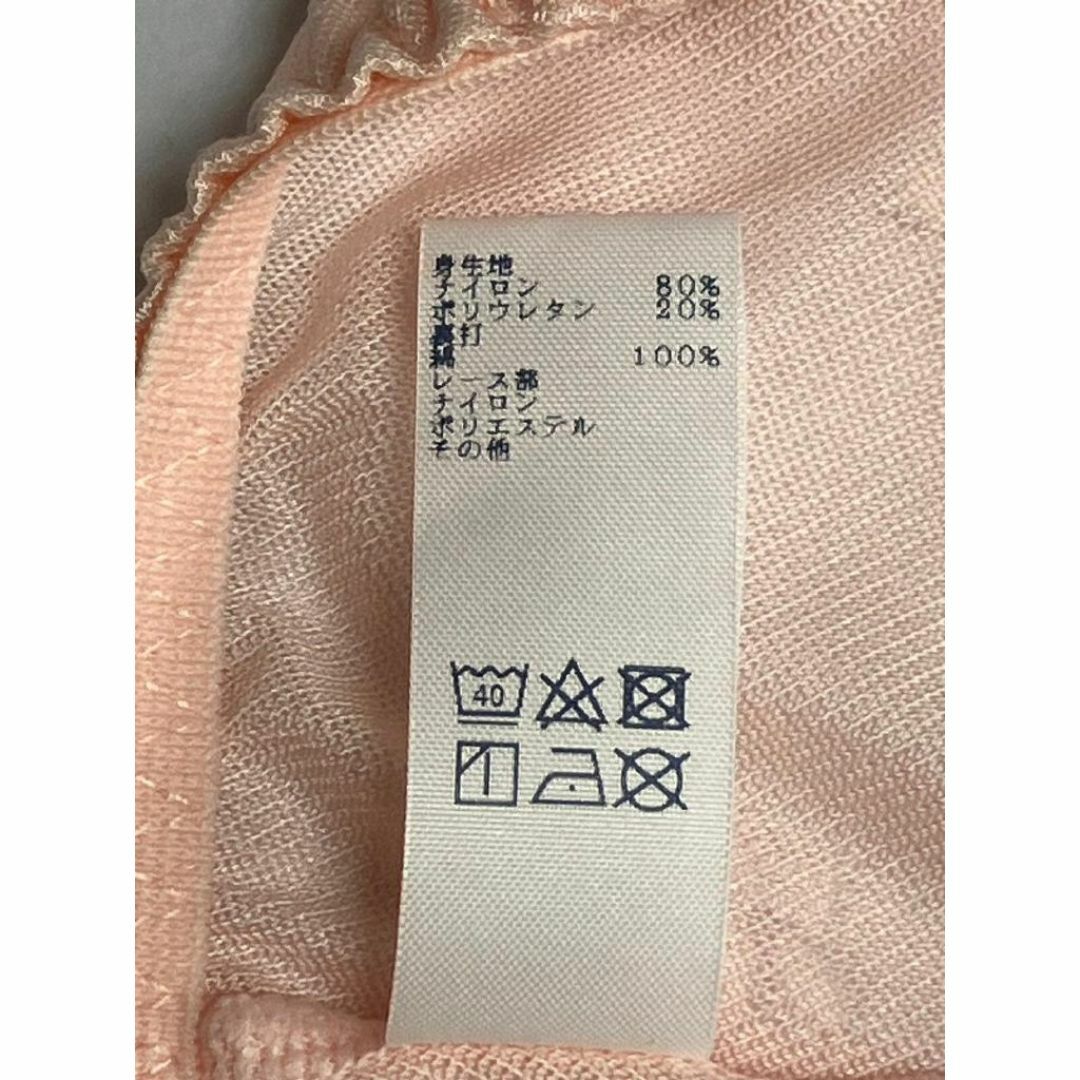 身生地
ナイロン 80%
ポリウレタン 20%
裏打
綿 100%
レース部
ナイロン
ポリエステル
その他
40